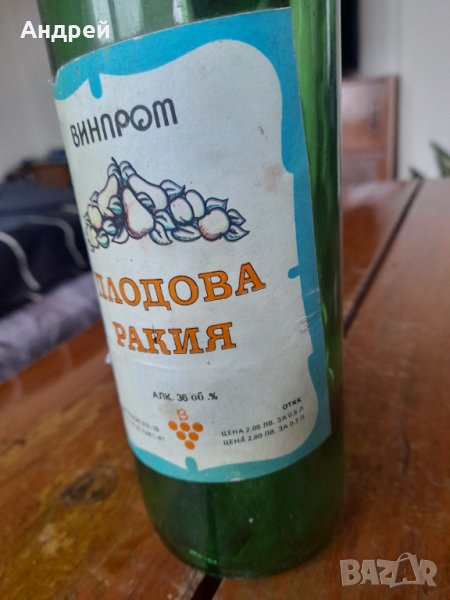 Андрей
ВИНПРОМ
ПЛОДОВА
РАКИЯ
АЛК. 36 об.%
ОТКК
ЦЕНА 2.05 ЛВ. ЗА 0.5 Л
ЦЕНА 2.80 ЛВ. ЗА 0.7 Л
BAZAR